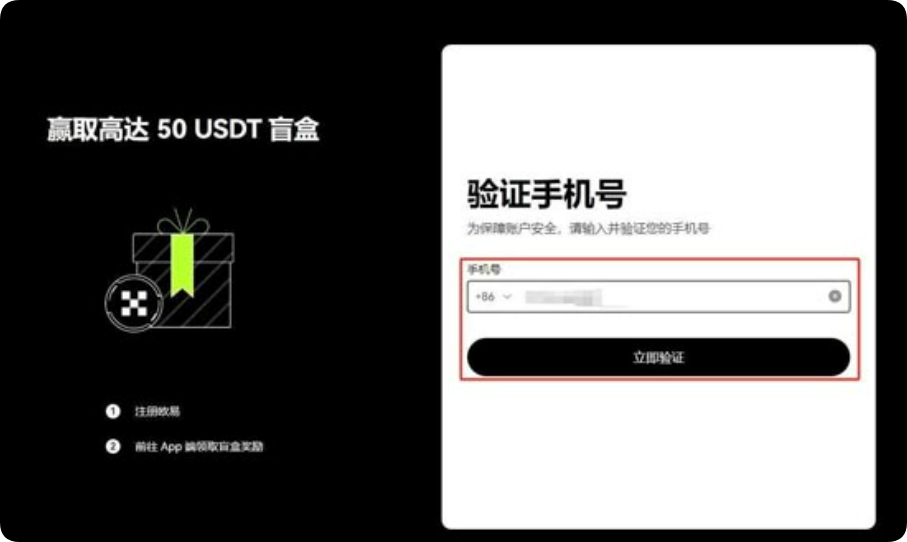 赢取高达 50 USDT 盲盒
1 注册欧易
2 前往 App 端领取盲盒奖励
验证手机号
为保障账户安全，请输入并验证您的手机号
手机号
+86
立即验证